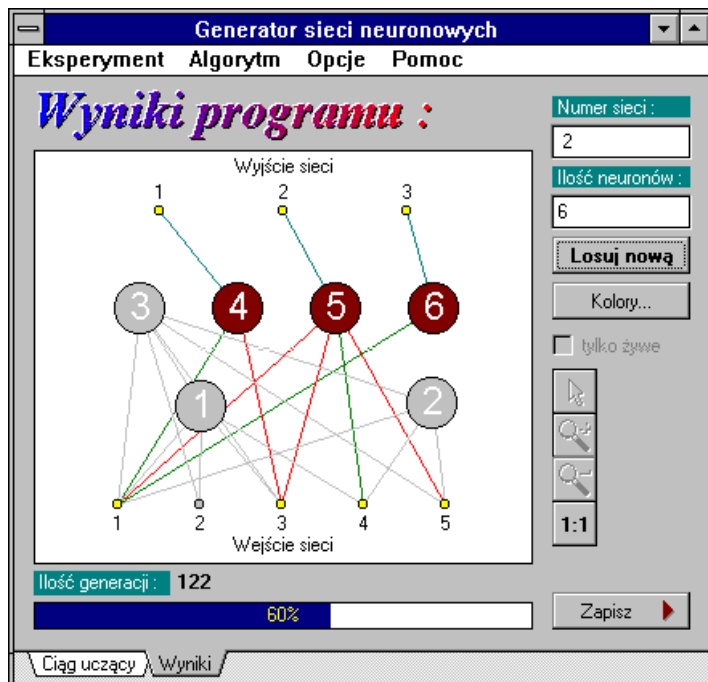 Generator sieci neuronowych
Eksperyment Algorytm Opcje Pomoc
Wyniki programu :
Numer sieci :
2
Ilość neuronów :
6
Losuj nową
Kolory...
tylko żywe
1:1
Wyjście sieci
1 2 3
3 4 5 6
1 2
1 2 3 4 5
Wejście sieci
Ilość generacji : 122
60%
Zapisz
Ciąg uczący Wyniki